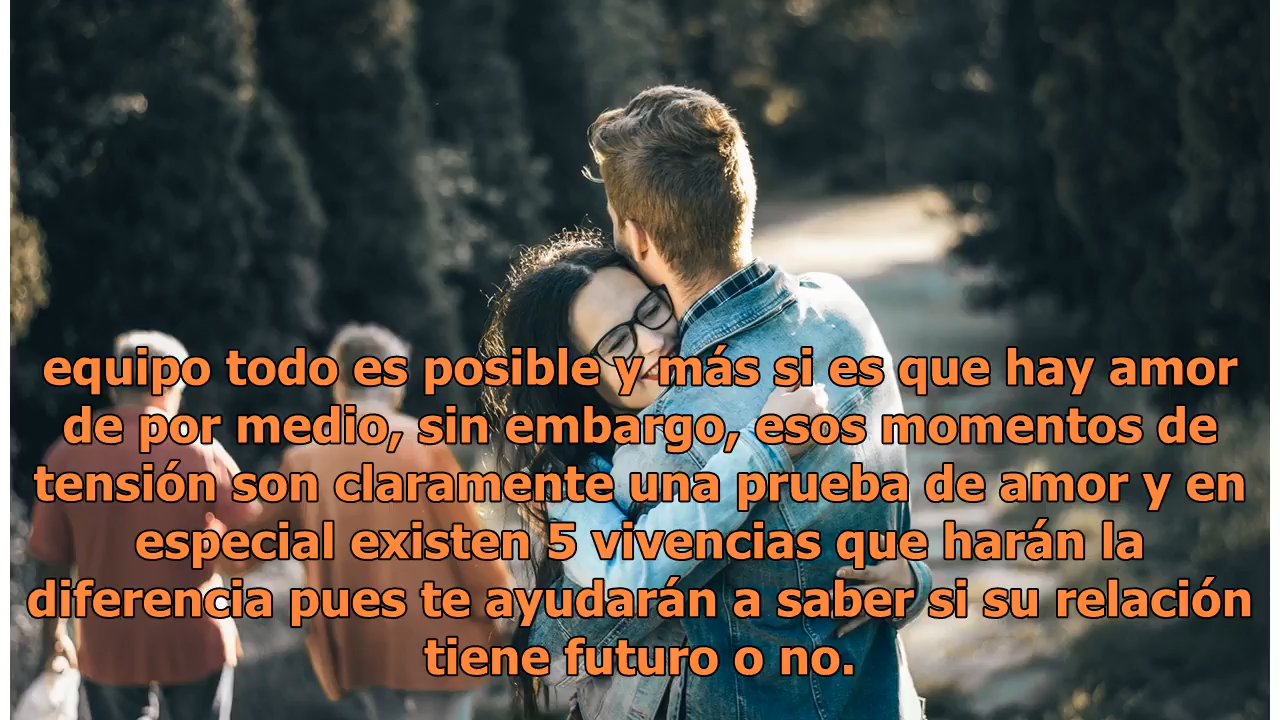 equipo todo es posible y más si es que hay amor
de por medio, sin embargo, esos momentos de
tensión son claramente una prueba de amor y en
especial existen 5 vivencias que harán la
diferencia pues te ayudarán a saber si su relación
tiene futuro o no.